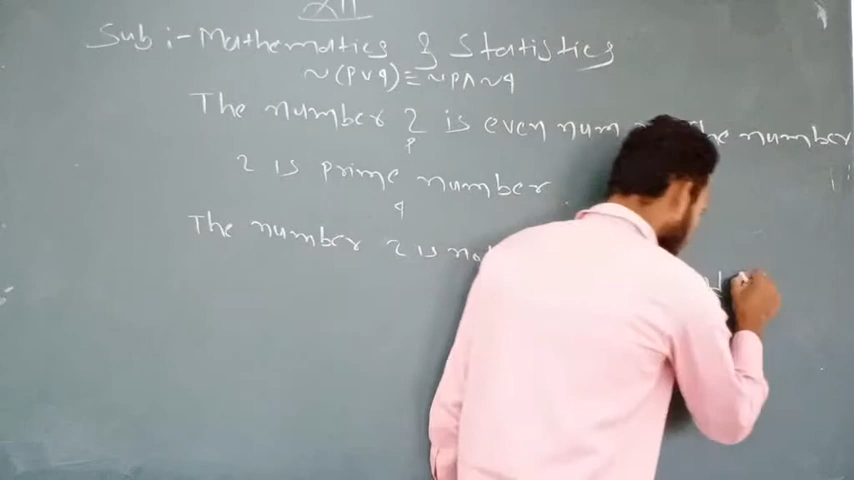 XII
Sub :- Mathematics & Statistics
~(p∨q) ≡ ~p∧~q
The number 2 is even num The number
p
2 is prime number.
q
The number 2 is not